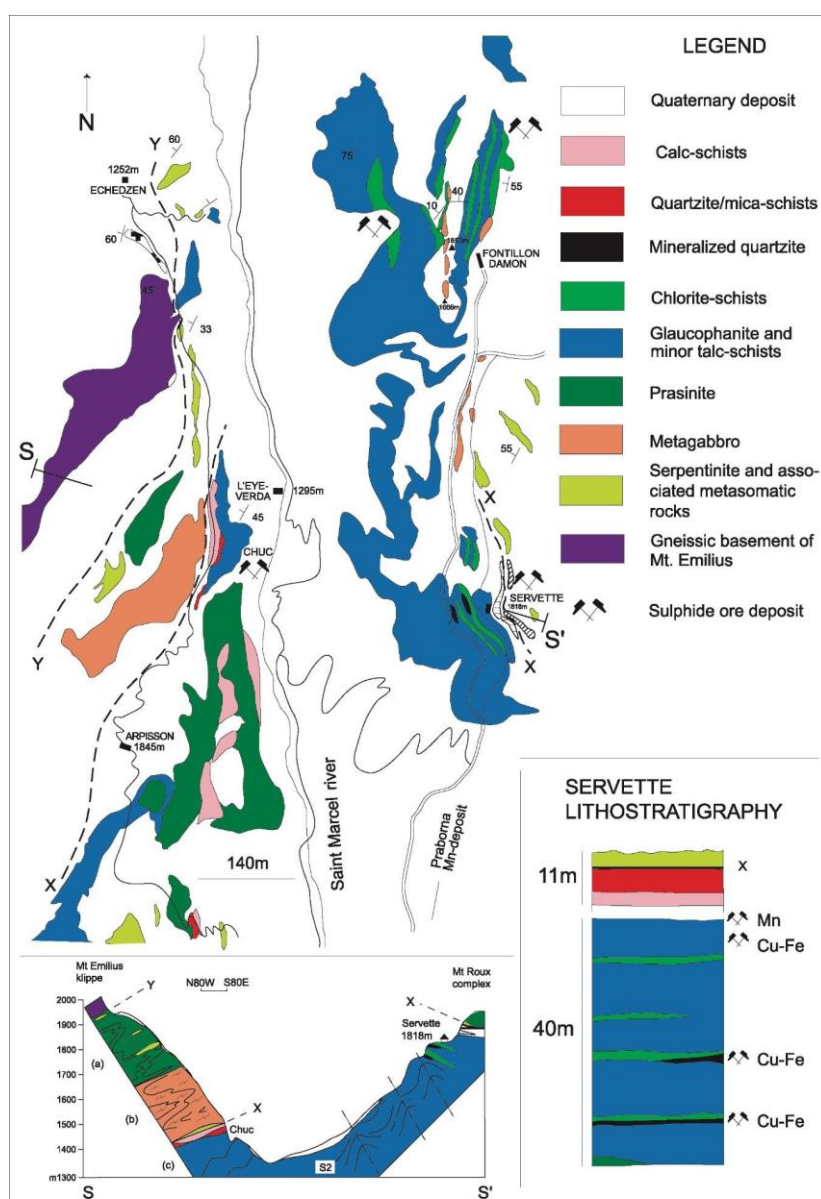 LEGEND
Quaternary deposit
Calc-schists
Quartzite/mica-schists
Mineralized quartzite
Chlorite-schists
Glaucophanite and
minor talc-schists
Prasinite
Metagabbro
Serpentinite and asso-
ciated metasomatic
rocks
Gneissic basement of
Mt. Emilius
Sulphide ore deposit
N
Y
60
1252m
ECHEDZEN
60
45
33
S
L'EYE-
VERDA
1295m
45
CHUC
Y
ARPISSON
1845m
X
140m
Saint Marcel river
75
10
40
55
FONTILLON
DAMON
55
X
SERVETTE
1818m
S'
X
Praborna
Mn-deposit
SERVETTE
LITHOSTRATIGRAPHY
11m
X
Mn
Cu-Fe
40m
Cu-Fe
Cu-Fe
Mt Emilius
klippe
N80W S80E
Mt Roux
complex
Y
X
2000
1900
1800
1700
1600
1500
1400
m1300
(a)
(b)
(c)
Servette
1818m
X
Chuc
S2
S
S'